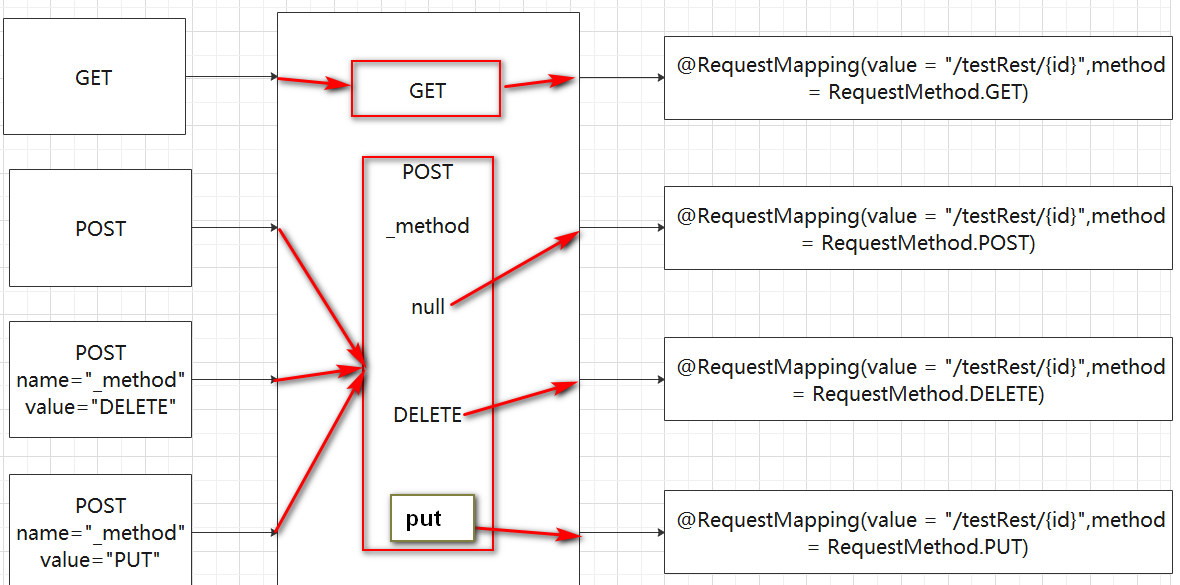 GET
POST
POST
name="_method"
value="DELETE"
POST
name="_method"
value="PUT"
GET
POST
_method
null
DELETE
put
@RequestMapping(value = "/testRest/{id}",method
= RequestMethod.GET)
@RequestMapping(value = "/testRest/{id}",method
= RequestMethod.POST)
@RequestMapping(value = "/testRest/{id}",method
= RequestMethod.DELETE)
@RequestMapping(value = "/testRest/{id}",method
= RequestMethod.PUT)